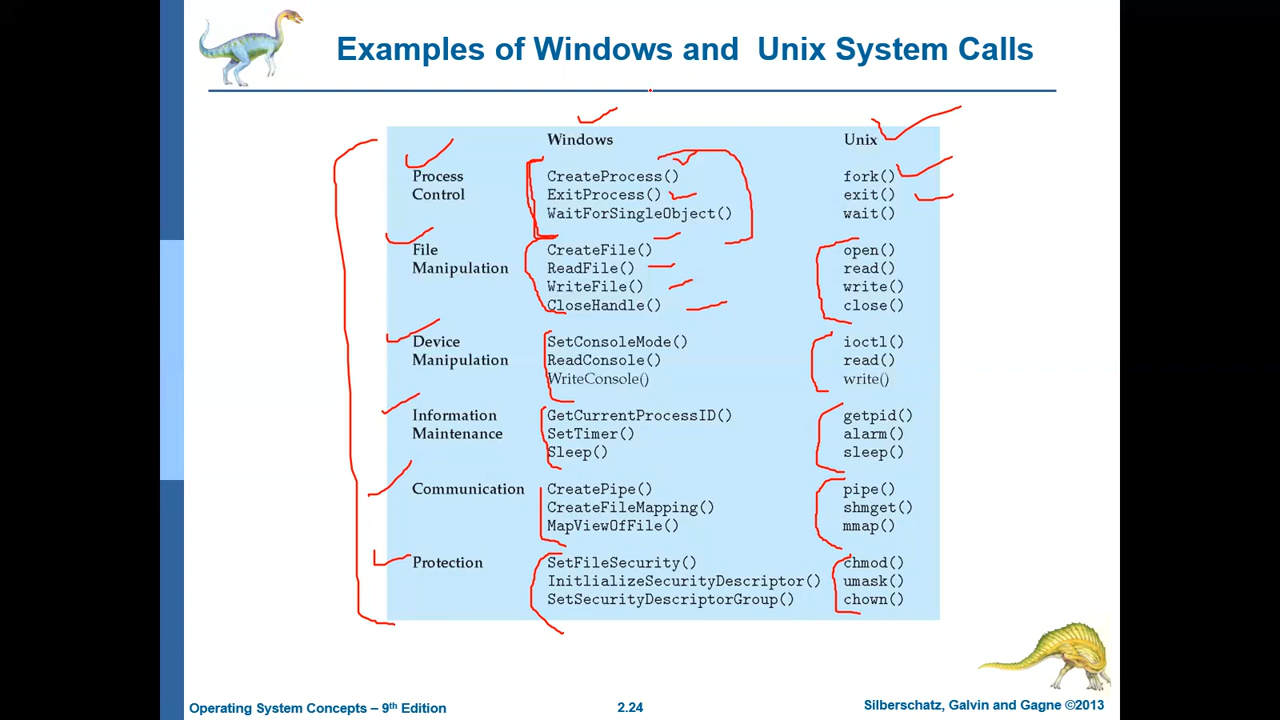 Examples of Windows and Unix System Calls
Windows Unix
Process CreateProcess() fork()
Control ExitProcess() exit()
WaitForSingleObject() wait()
File CreateFile() open()
Manipulation ReadFile() read()
WriteFile() write()
CloseHandle() close()
Device SetConsoleMode() ioctl()
Manipulation ReadConsole() read()
WriteConsole() write()
Information GetCurrentProcessID() getpid()
Maintenance SetTimer() alarm()
Sleep() sleep()
Communication CreatePipe() pipe()
CreateFileMapping() shmget()
MapViewOfFile() mmap()
Protection SetFileSecurity() chmod()
InitlializeSecurityDescriptor() umask()
SetSecurityDescriptorGroup() chown()
Operating System Concepts – 9th Edition 2.24 Silberschatz, Galvin and Gagne ©2013